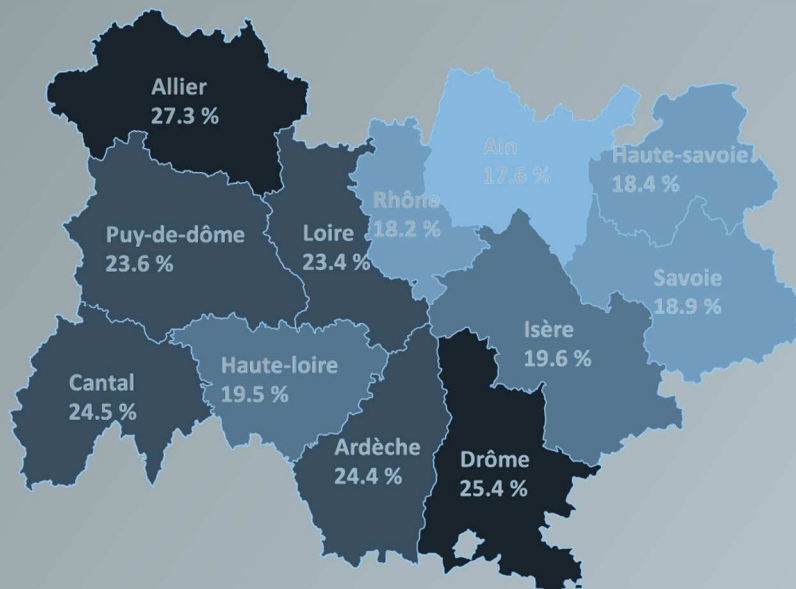 Allier
27.3 %
Ain
17.6 %
Haute-savoie
18.4 %
Rhône
18.2 %
Puy-de-dôme
23.6 %
Loire
23.4 %
Savoie
18.9 %
Isère
19.6 %
Haute-loire
19.5 %
Cantal
24.5 %
Ardèche
24.4 %
Drôme
25.4 %